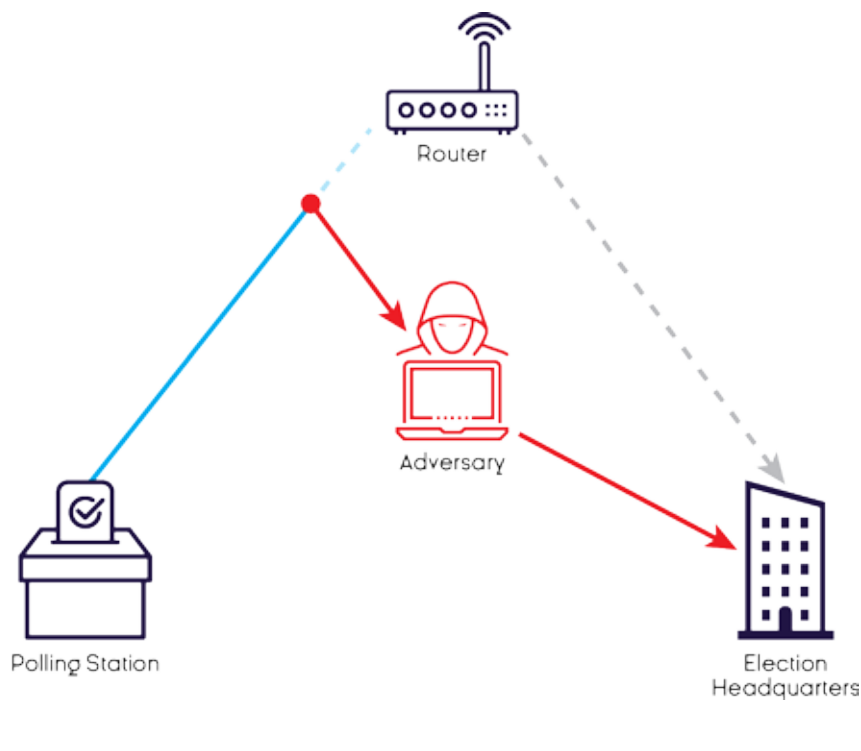 Router
Adversary
Polling Station
Election
Headquarters